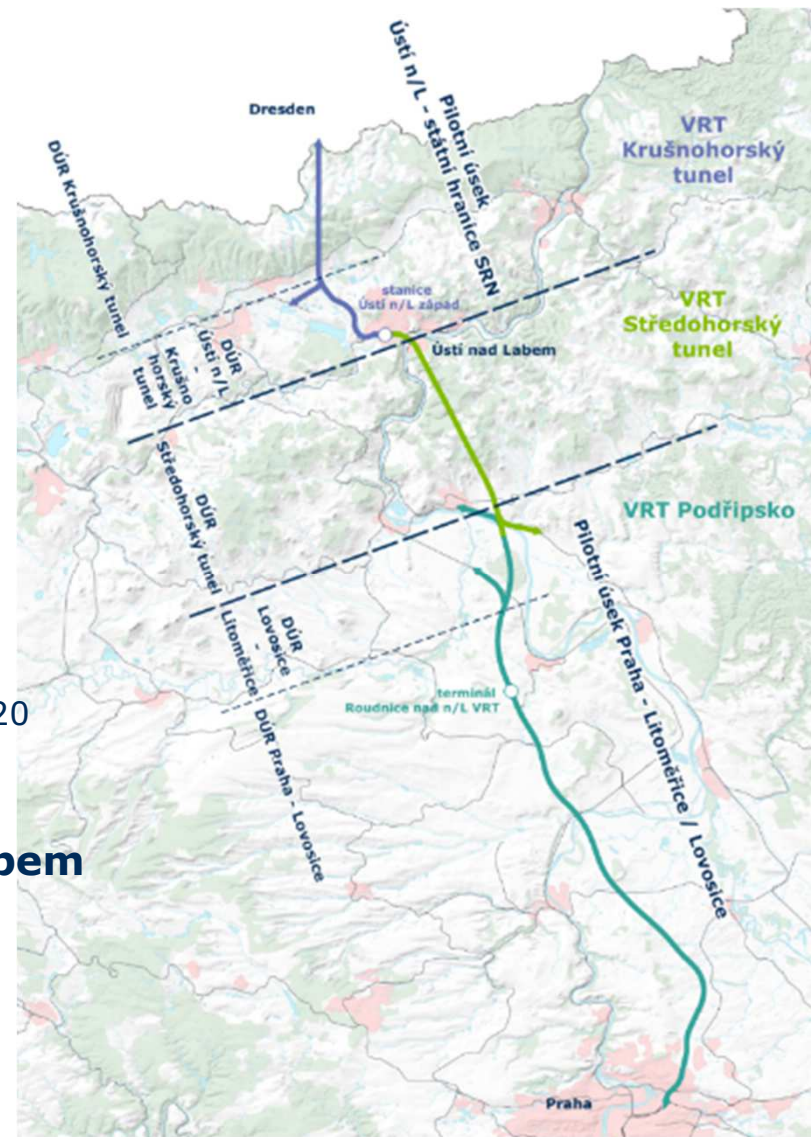 Dresden
Pilotní úsek
Ústí n/L - státní hranice SRN
VRT
Krušnohorský
tunel
DÚR Krušnohorský tunel
stanice
Ústí n/L západ
VRT
Středohorský
tunel
DÚR
Ústí n/L
-
Krušno
horský
tunel
Ústí nad Labem
DÚR
Středohorský tunel
VRT Podřipsko
Pilotní úsek Praha - Litoměřice / Lovosice
DÚR
Lovosice
-
Litoměřice
terminál
Roudnice nad n/L VRT
20
DÚR Praha - Lovosice
bem
Praha